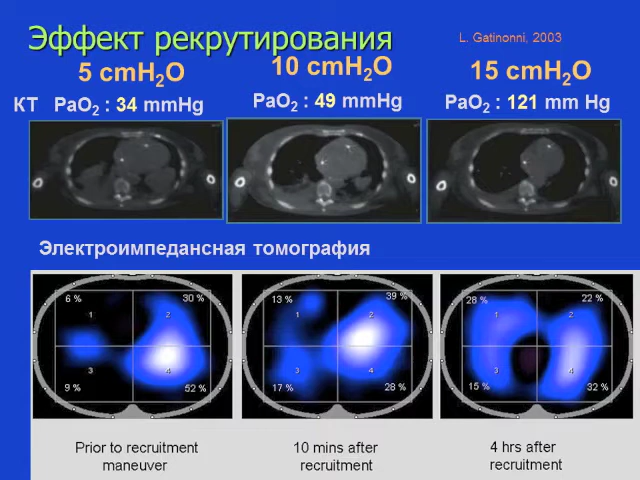 Эффект рекрутирования
L. Gatinonni, 2003
5 cmH₂O
10 cmH₂O
15 cmH₂O
КТ PaO₂ : 34 mmHg
PaO₂ : 49 mmHg
PaO₂ : 121 mm Hg
Электроимпедансная томография
6 %
30 %
1
2
3
4
9 %
52 %
13 %
39 %
1
2
3
4
17 %
28 %
28 %
22 %
1
2
3
4
15 %
32 %
Prior to recruitment
maneuver
10 mins after
recruitment
4 hrs after
recruitment